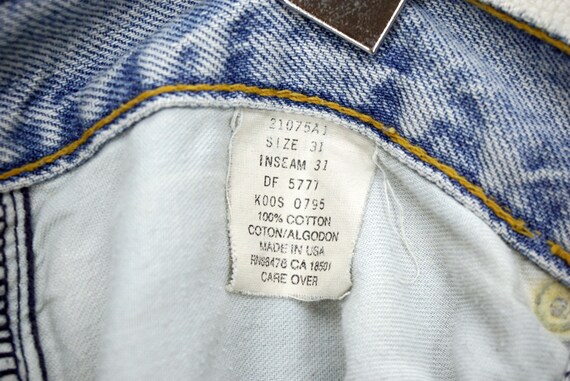 21075A1
SIZE 31
INSEAM 31
DF 5777
K00S 0795
100% COTTON
COTON/ALGODON
MADE IN USA
RN86476 CA 18501
CARE OVER